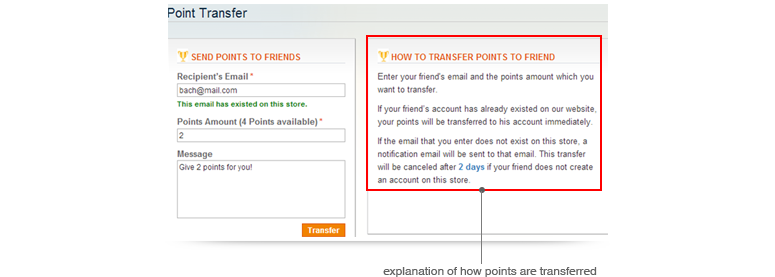 Point Transfer
SEND POINTS TO FRIENDS
Recipient's Email *
bach@mail.com
This email has existed on this store.
Points Amount (4 Points available) *
2
Message
Give 2 points for you!
Transfer
HOW TO TRANSFER POINTS TO FRIEND
Enter your friend's email and the points amount which you
want to transfer.
If your friend's account has already existed on our website,
your points will be transferred to his account immediately.
If the email that you enter does not exist on this store, a
notification email will be sent to that email. This transfer
will be canceled after 2 days if your friend does not create
an account on this store.
explanation of how points are transferred